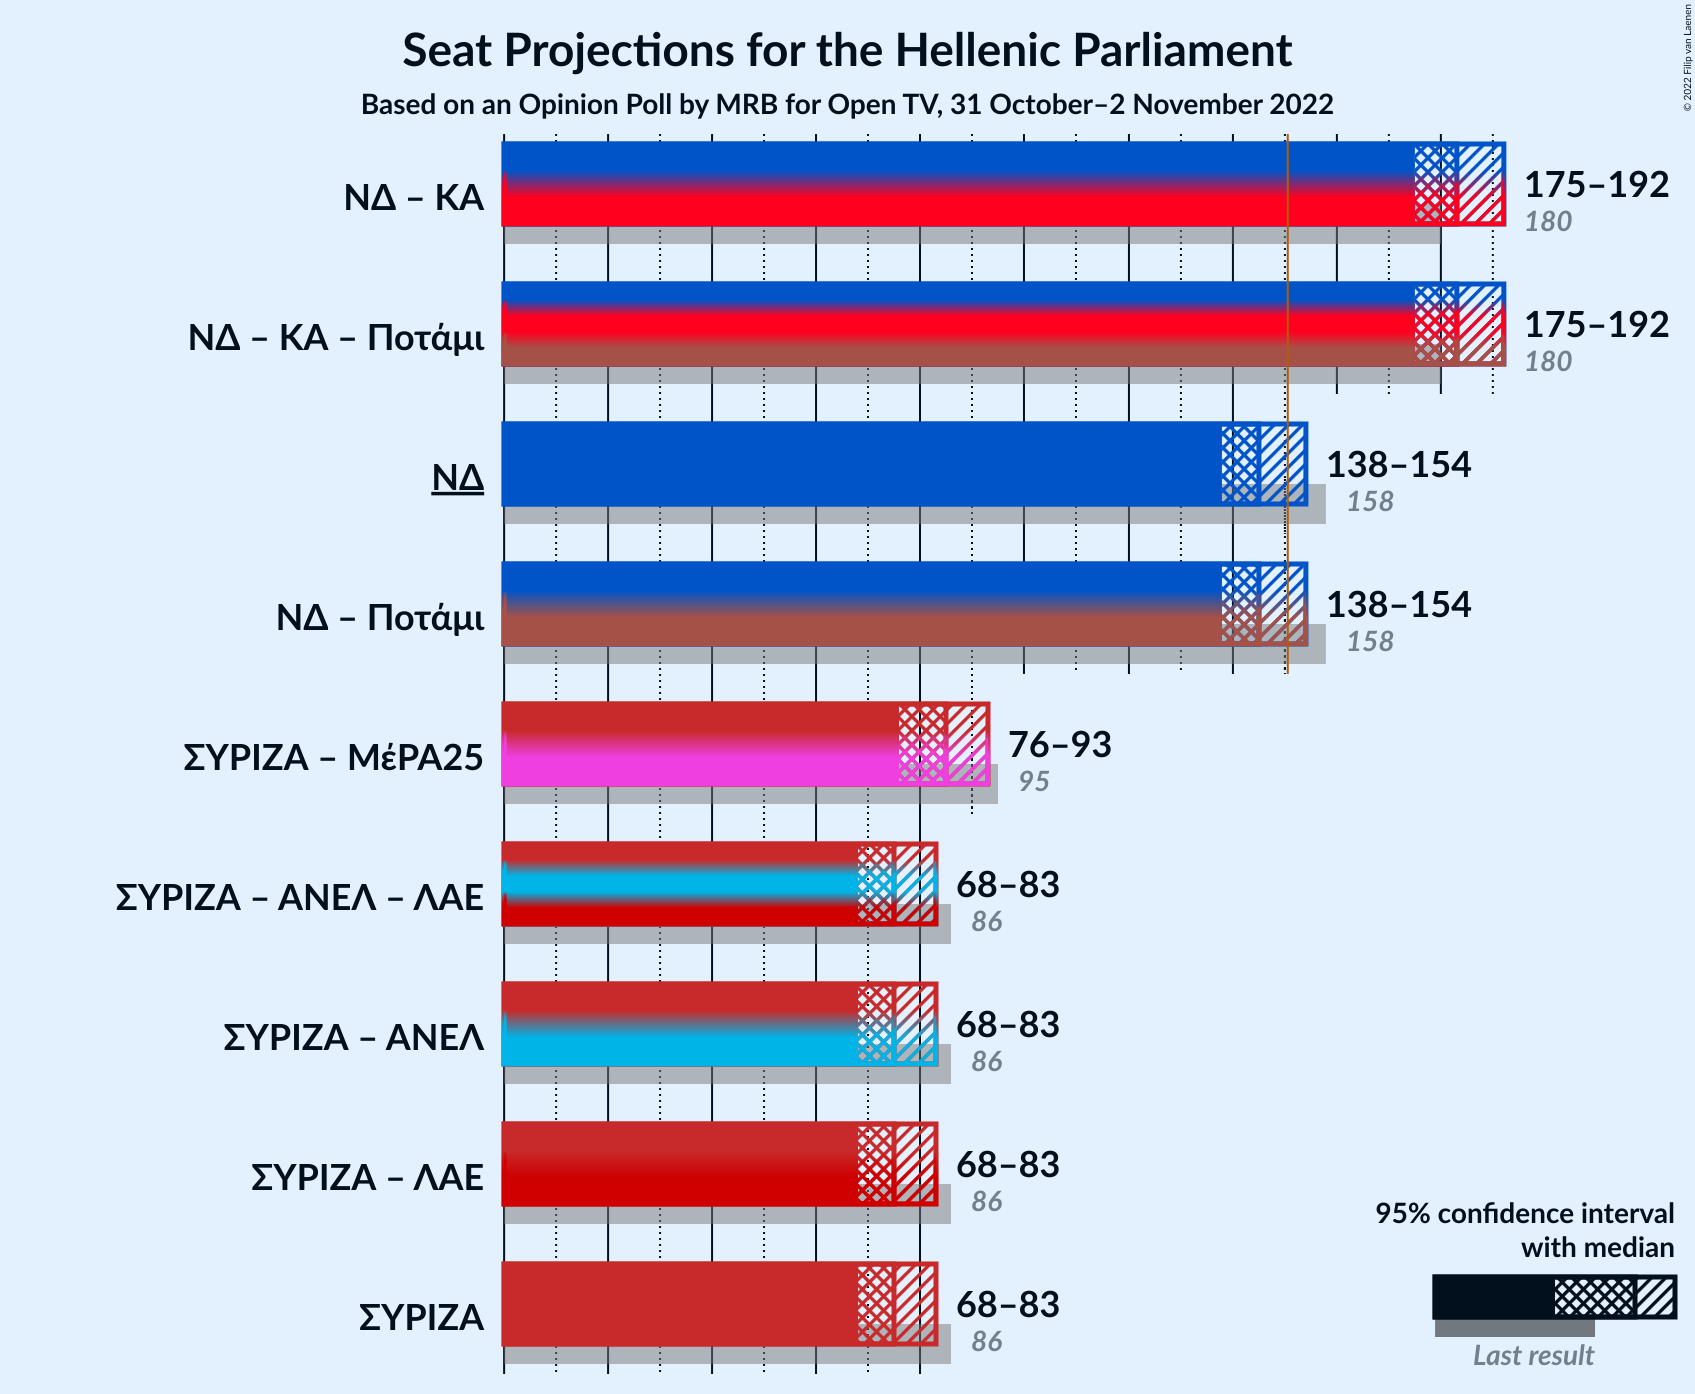 Seat Projections for the Hellenic Parliament
Based on an Opinion Poll by MRB for Open TV, 31 October–2 November 2022
© 2022 Filip van Laenen
ΝΔ – ΚΑ
175–192
180
ΝΔ – ΚΑ – Ποτάμι
175–192
180
ΝΔ
138–154
158
ΝΔ – Ποτάμι
138–154
158
ΣΥΡΙΖΑ – ΜέΡΑ25
76–93
95
ΣΥΡΙΖΑ – ΑΝΕΛ – ΛΑΕ
68–83
86
ΣΥΡΙΖΑ – ΑΝΕΛ
68–83
86
ΣΥΡΙΖΑ – ΛΑΕ
68–83
86
ΣΥΡΙΖΑ
68–83
86
95% confidence interval
with median
Last result